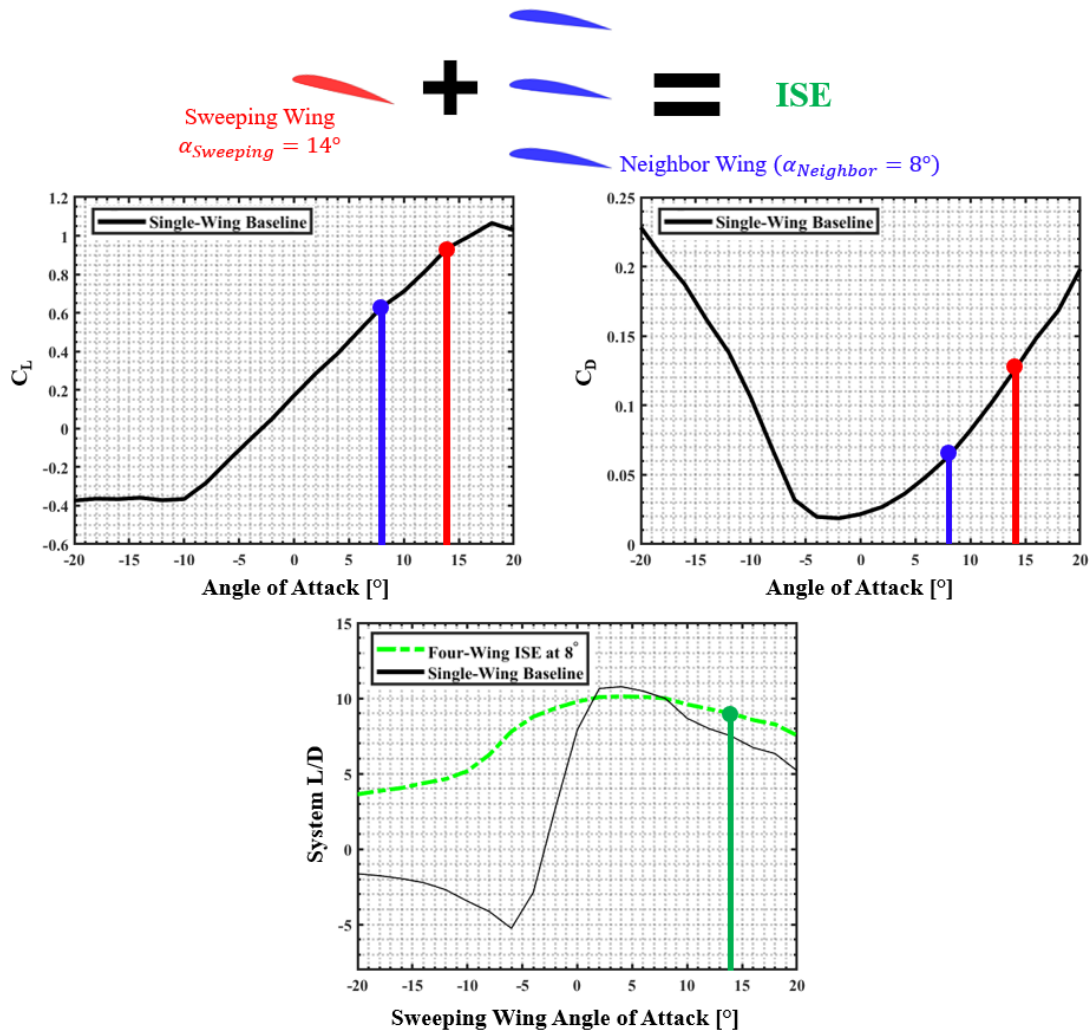 ISE
Sweeping Wing
α_Sweeping = 14°
Neighbor Wing (α_Neighbor = 8°)
Single-Wing Baseline
1.2
1
0.8
0.6
0.4
0.2
0
-0.2
-0.4
-0.6
C_L
-20 -15 -10 -5 0 5 10 15 20
Angle of Attack [°]
Single-Wing Baseline
0.25
0.2
0.15
0.1
0.05
0
C_D
-20 -15 -10 -5 0 5 10 15 20
Angle of Attack [°]
Four-Wing ISE at 8°
Single-Wing Baseline
15
10
5
0
-5
System L/D
-20 -15 -10 -5 0 5 10 15 20
Sweeping Wing Angle of Attack [°]